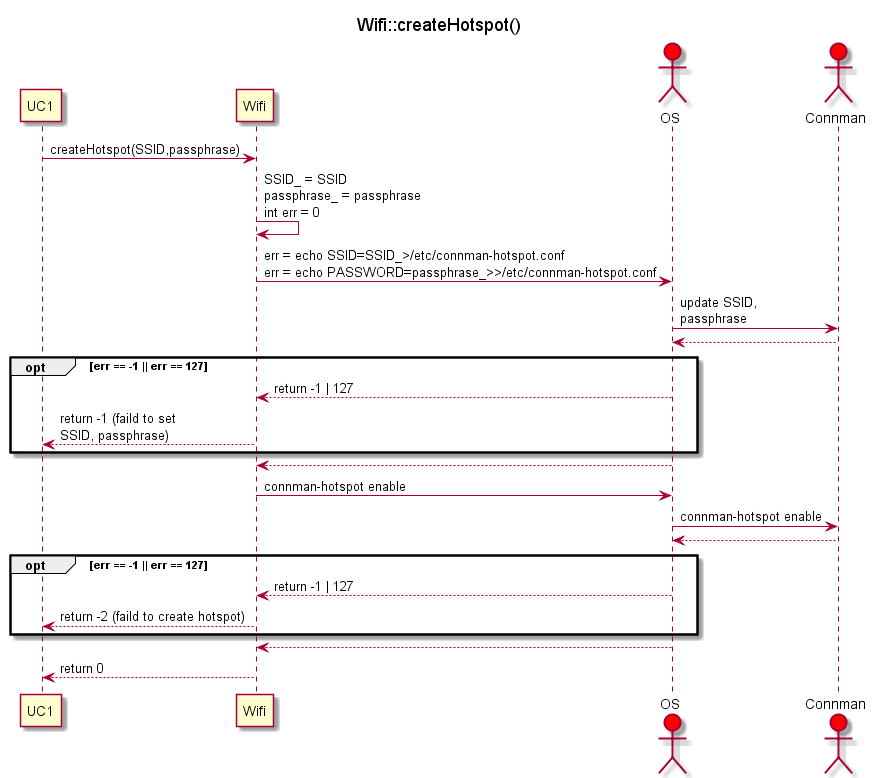 Wifi::createHotspot()
OS
Connman
UC1
Wifi
createHotspot(SSID,passphrase)
SSID_ = SSID
passphrase_ = passphrase
int err = 0
err = echo SSID=SSID_>/etc/connman-hotspot.conf
err = echo PASSWORD=passphrase_>>/etc/connman-hotspot.conf
update SSID,
passphrase
opt [err == -1 || err == 127]
return -1 | 127
return -1 (faild to set
SSID, passphrase)
connman-hotspot enable
connman-hotspot enable
opt [err == -1 || err == 127]
return -1 | 127
return -2 (faild to create hotspot)
return 0
UC1
Wifi
OS
Connman